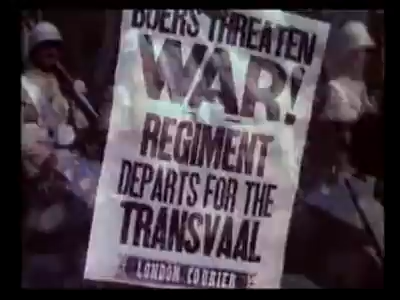 BOERS THREATEN
WAR!
REGIMENT
DEPARTS FOR THE
TRANSVAAL
LONDON COURIER